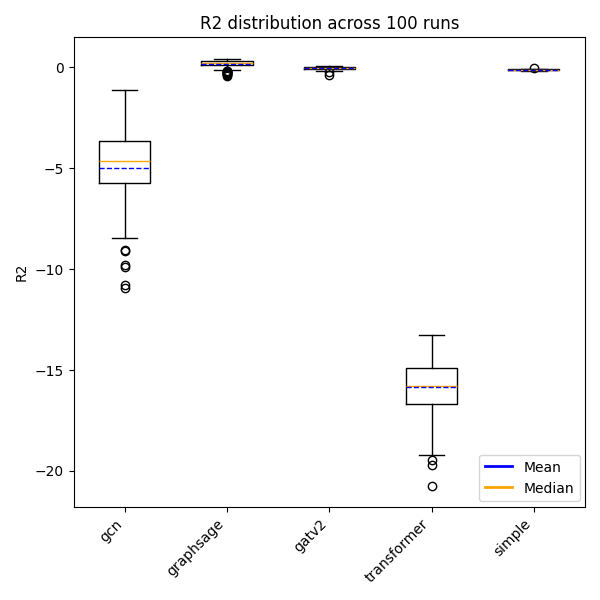 R2 distribution across 100 runs
R2
0
−5
−10
−15
−20
gcn
graphsage
gatv2
transformer
simple
Mean
Median